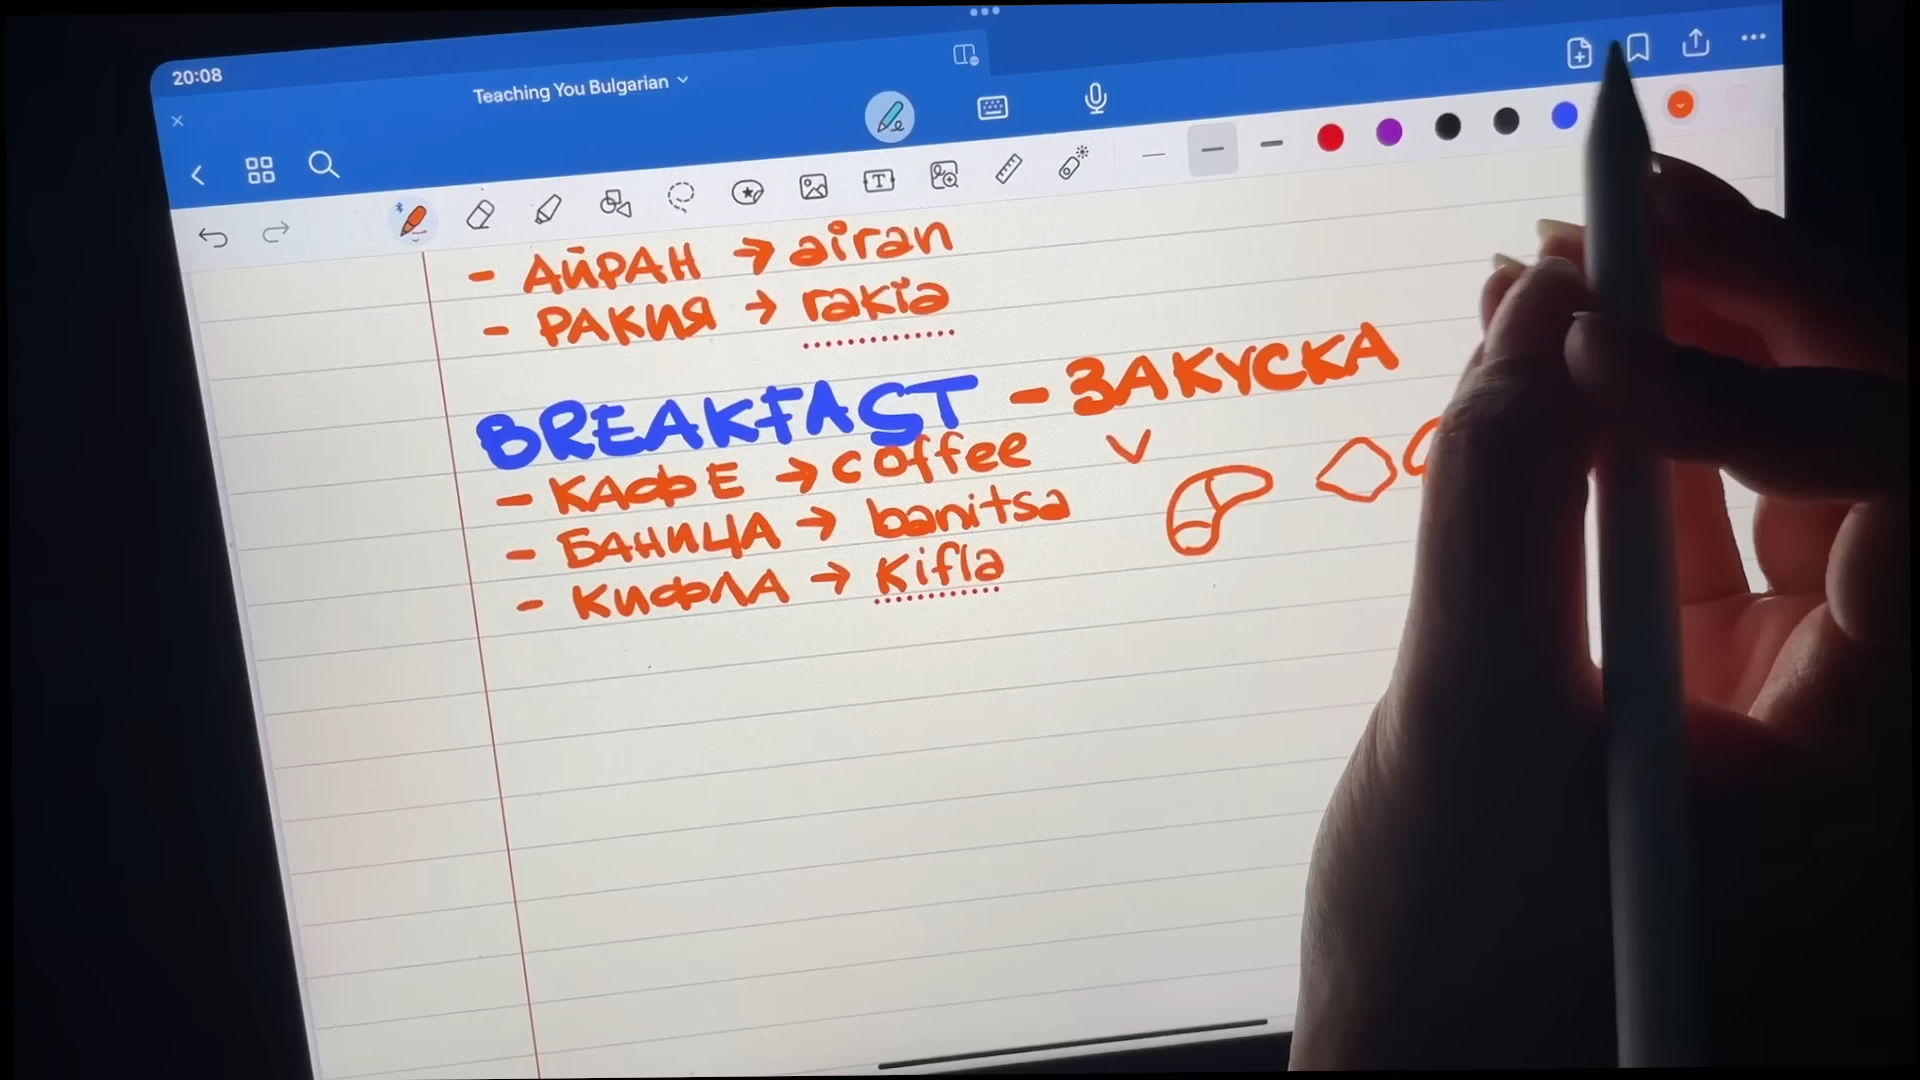 20:08
Teaching You Bulgarian
T
- АЙРАН → airan
- РАКИЯ → rakia
BREAKFAST - ЗАКУСКА
- КАФЕ → coffee
- БАНИЦА → banitsa
- КИФЛА → kifla